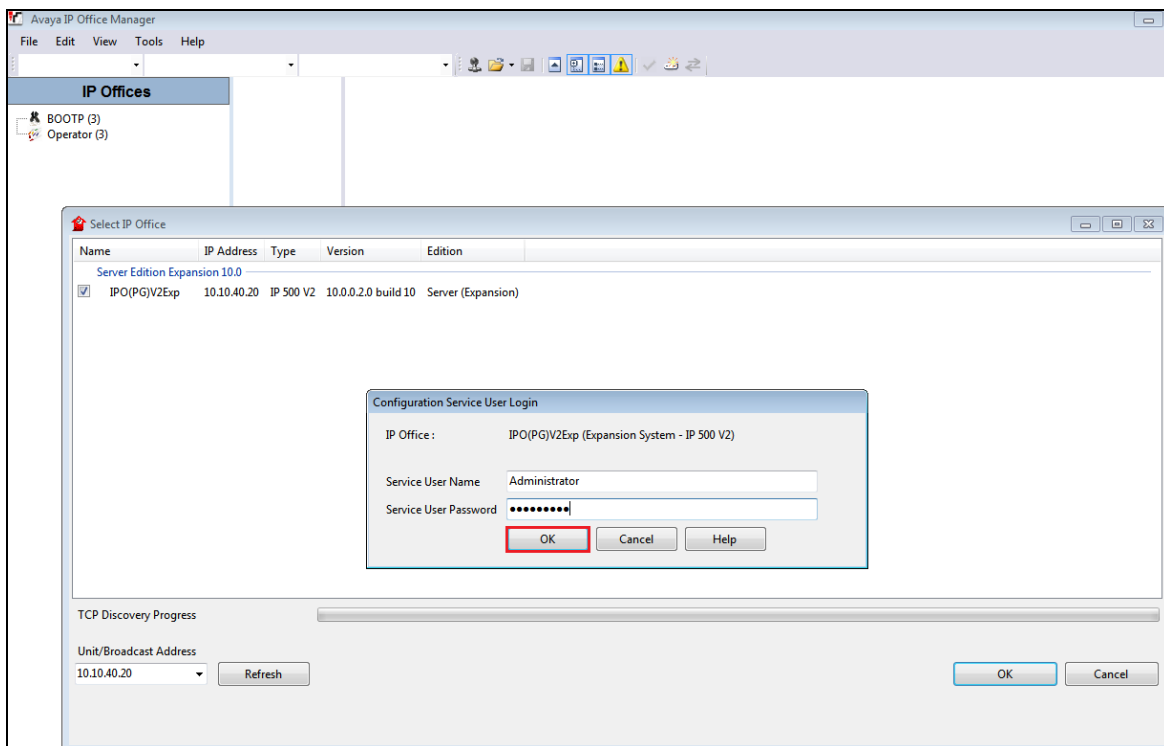 Avaya IP Office Manager
File Edit View Tools Help
IP Offices
BOOTP (3)
Operator (3)
Select IP Office
Name IP Address Type Version Edition
Server Edition Expansion 10.0
IPO(PG)V2Exp 10.10.40.20 IP 500 V2 10.0.0.2.0 build 10 Server (Expansion)
Configuration Service User Login
IP Office : IPO(PG)V2Exp (Expansion System - IP 500 V2)
Service User Name Administrator
Service User Password •••••••••
OK Cancel Help
TCP Discovery Progress
Unit/Broadcast Address
10.10.40.20 Refresh OK Cancel